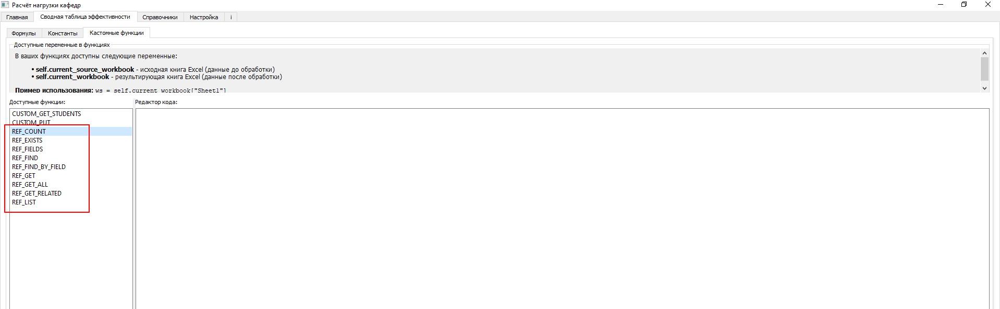 Расчёт нагрузки кафедр
Главная Сводная таблица эффективности Справочники Настройка i
Формулы Константы Кастомные функции
Доступные переменные в функциях
В ваших функциях доступны следующие переменные:
• self.current_source_workbook - исходная книга Excel (данные до обработки)
• self.current_workbook - результирующая книга Excel (данные после обработки)
Пример использования: ws = self.current_workbook["Sheet1"]
Доступные функции: Редактор кода:
CUSTOM_GET_STUDENTS
CUSTOM_PUT
REF_COUNT
REF_EXISTS
REF_FIELDS
REF_FIND
REF_FIND_BY_FIELD
REF_GET
REF_GET_ALL
REF_GET_RELATED
REF_LIST